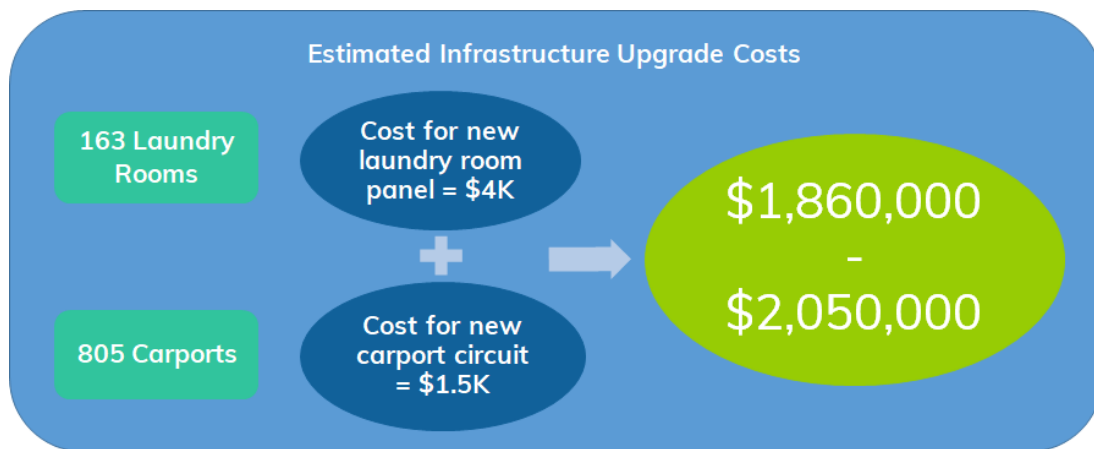 Estimated Infrastructure Upgrade Costs
163 Laundry
Rooms
Cost for new
laundry room
panel = $4K
805 Carports
Cost for new
carport circuit
= $1.5K
$1,860,000
-
$2,050,000